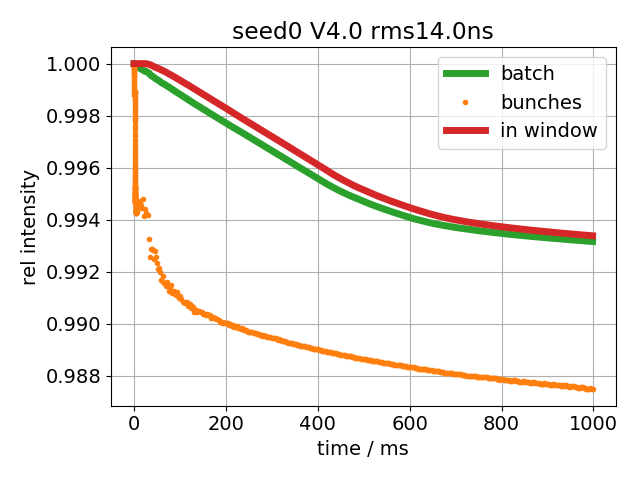 seed0 V4.0 rms14.0ns
1.000
0.998
0.996
0.994
0.992
0.990
0.988
rel intensity
batch
bunches
in window
0 200 400 600 800 1000
time / ms